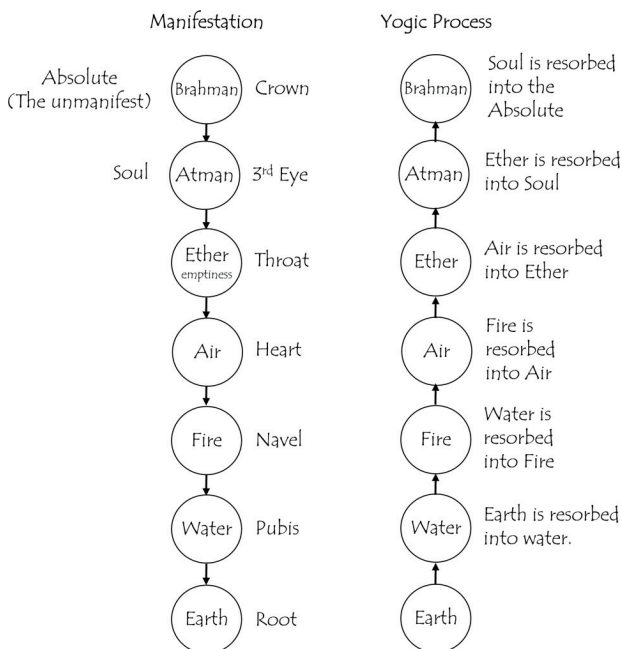 Manifestation
Absolute
(The unmanifest)
Brahman
Crown
Soul
Atman
3rd Eye
Ether
emptiness
Throat
Air
Heart
Fire
Navel
Water
Pubis
Earth
Root
Yogic Process
Brahman
Soul is resorbed
into the
Absolute
Atman
Ether is resorbed
into Soul
Ether
Air is resorbed
into Ether
Air
Fire is
resorbed
into Air
Fire
Water is
resorbed
into Fire
Water
Earth is resorbed
into water.
Earth